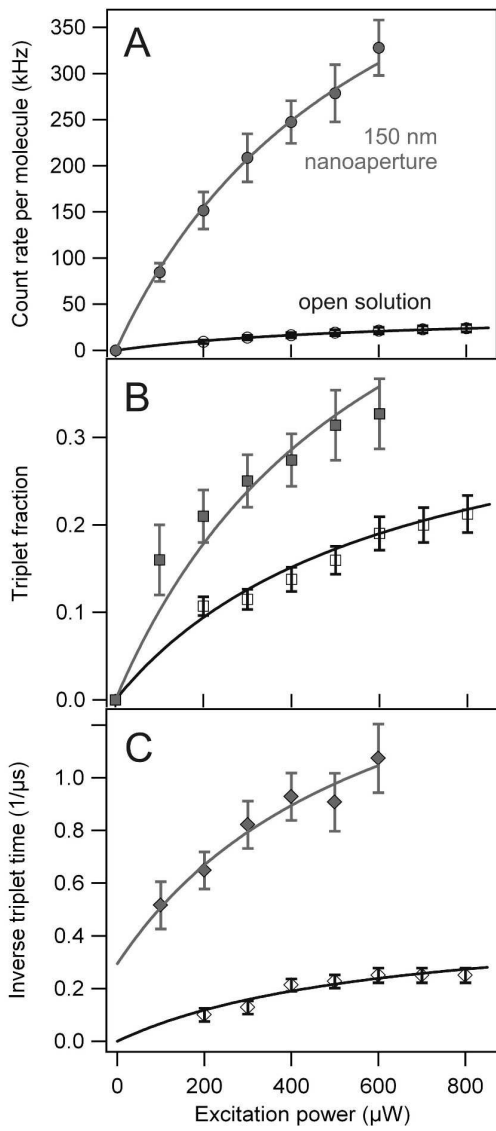 A
350
300
250
200
150
100
50
0
Count rate per molecule (kHz)
150 nm
nanoaperture
open solution
B
0.3
0.2
0.1
0.0
Triplet fraction
C
1.0
0.8
0.6
0.4
0.2
0.0
Inverse triplet time (1/µs)
0 200 400 600 800
Excitation power (µW)